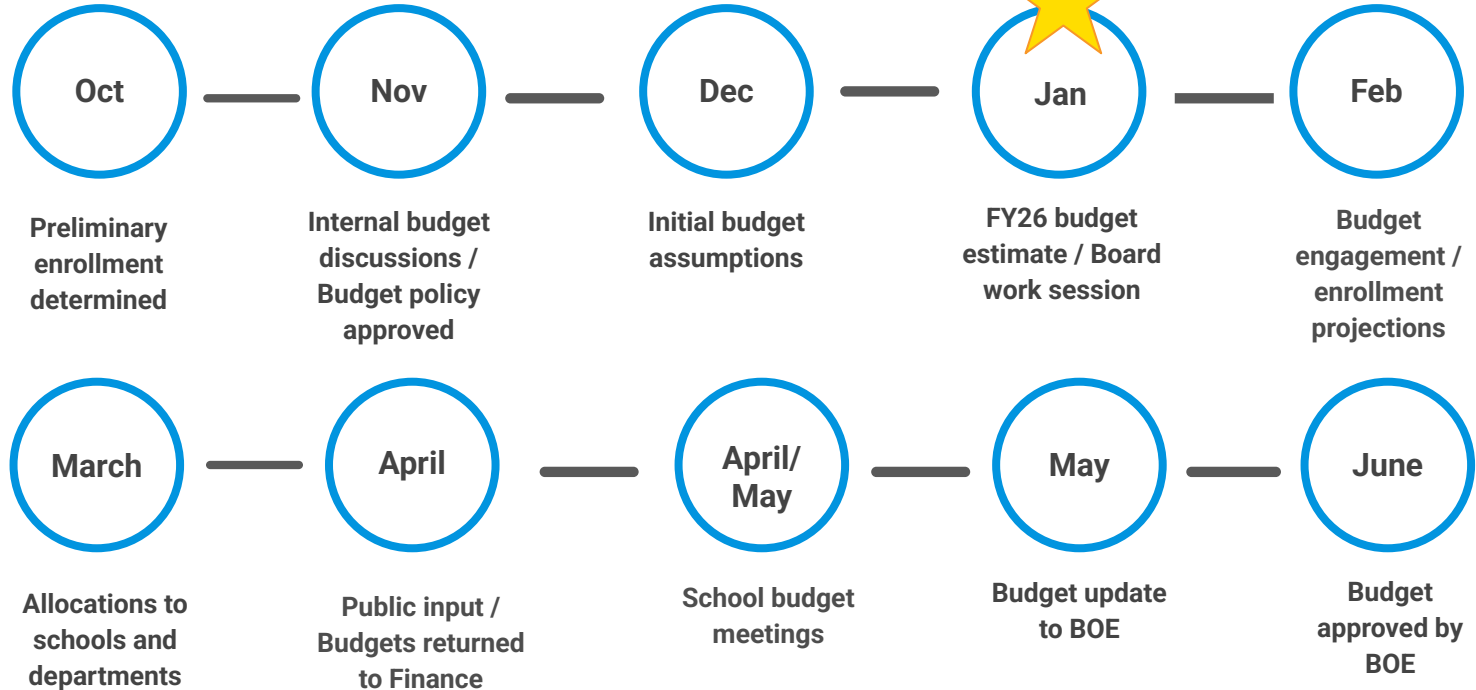 Oct
Nov
Dec
Jan
Feb
Preliminary
enrollment
determined
Internal budget
discussions /
Budget policy
approved
Initial budget
assumptions
FY26 budget
estimate / Board
work session
Budget
engagement /
enrollment
projections
March
April
April/
May
May
June
Allocations to
schools and
departments
Public input /
Budgets returned
to Finance
School budget
meetings
Budget update
to BOE
Budget
approved by
BOE